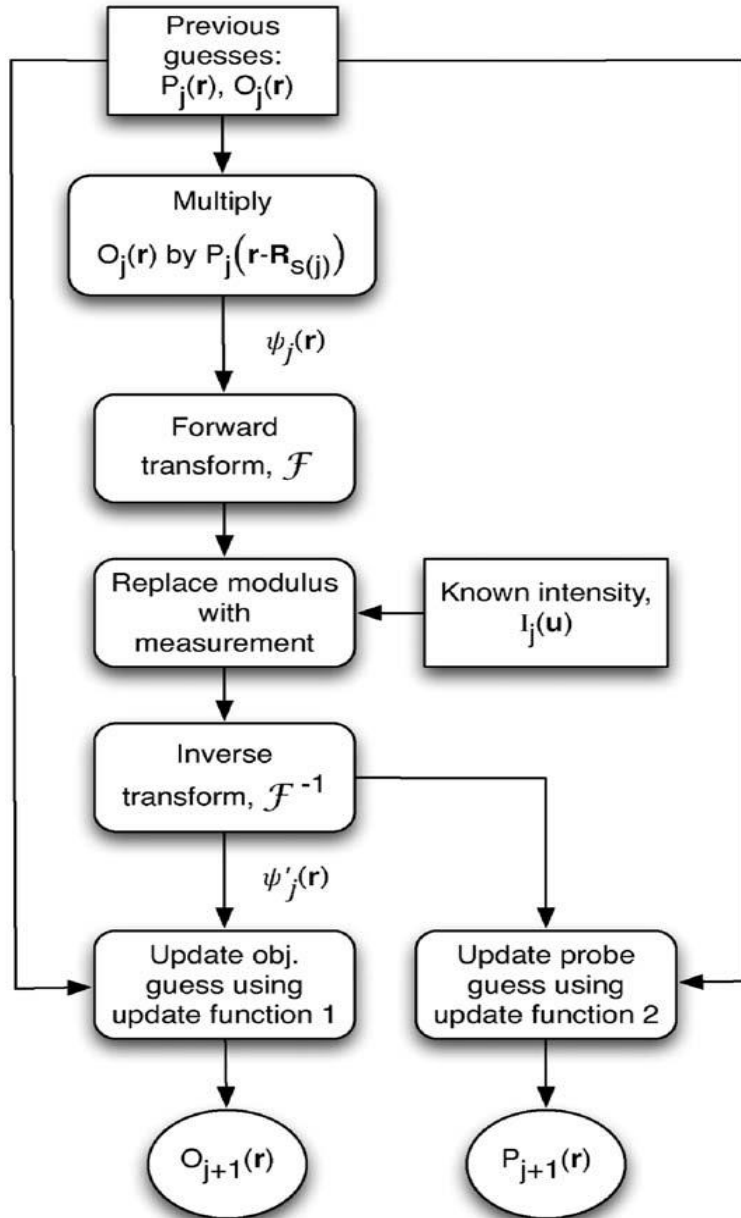 Previous
guesses:
Pⱼ(r), Oⱼ(r)
Multiply
Oⱼ(r) by Pⱼ(r-R_s(j))
ψⱼ(r)
Forward
transform, ℱ
Replace modulus
with
measurement
Known intensity,
Iⱼ(u)
Inverse
transform, ℱ⁻¹
ψ'ⱼ(r)
Update obj.
guess using
update function 1
Update probe
guess using
update function 2
Oⱼ₊₁(r)
Pⱼ₊₁(r)